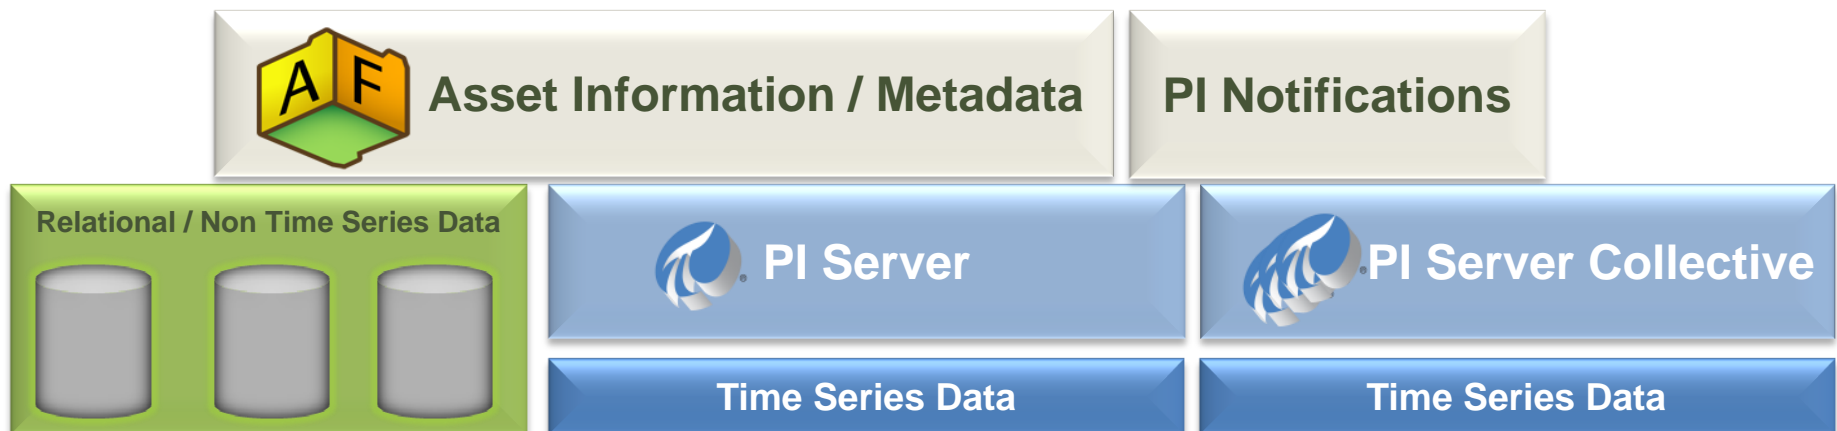 AF
Asset Information / Metadata
PI Notifications
Relational / Non Time Series Data
PI Server
PI Server Collective
Time Series Data
Time Series Data